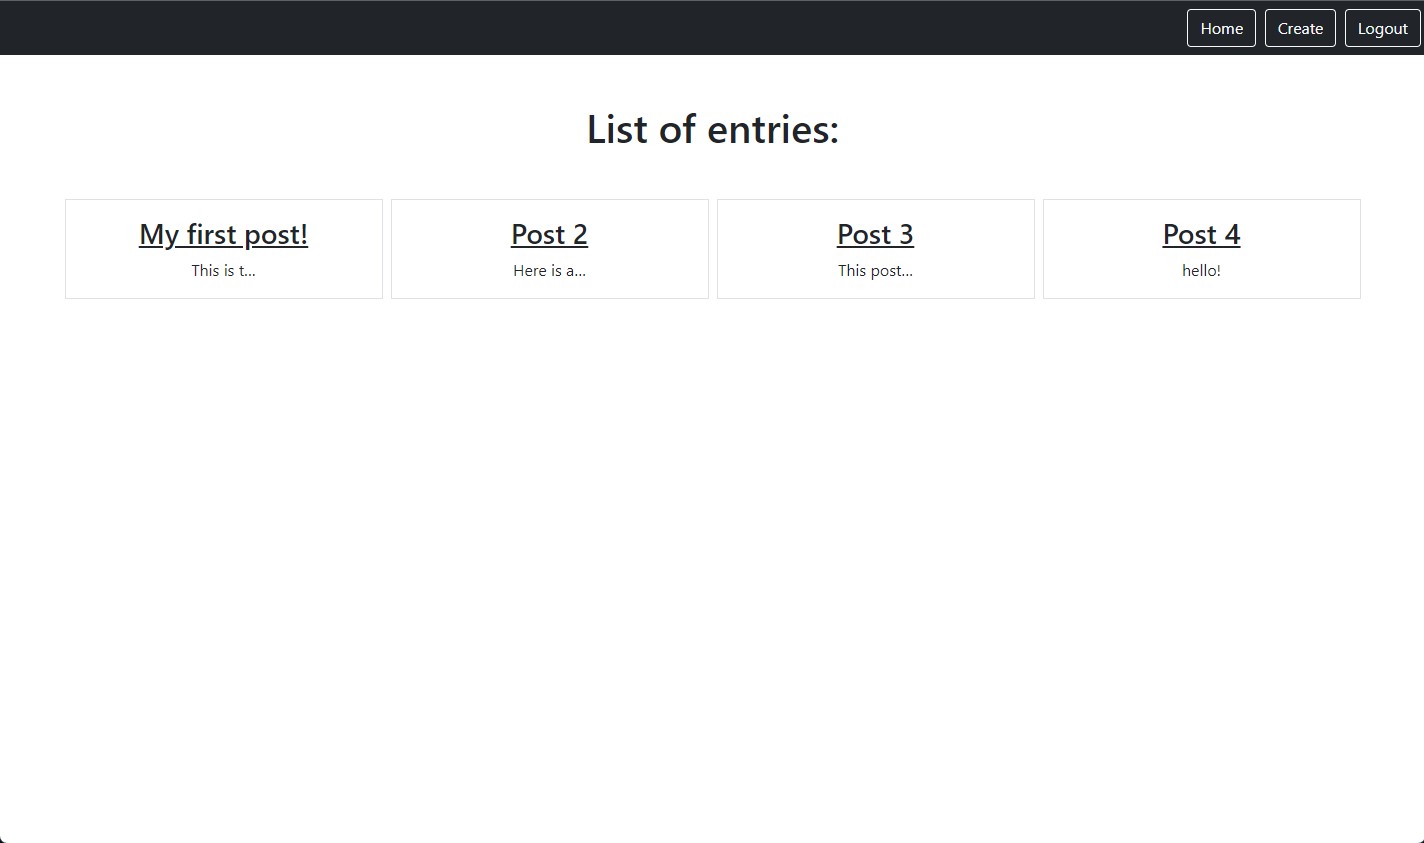 Home Create Logout
List of entries:
My first post! Post 2 Post 3 Post 4
This is t... Here is a... This post... hello!